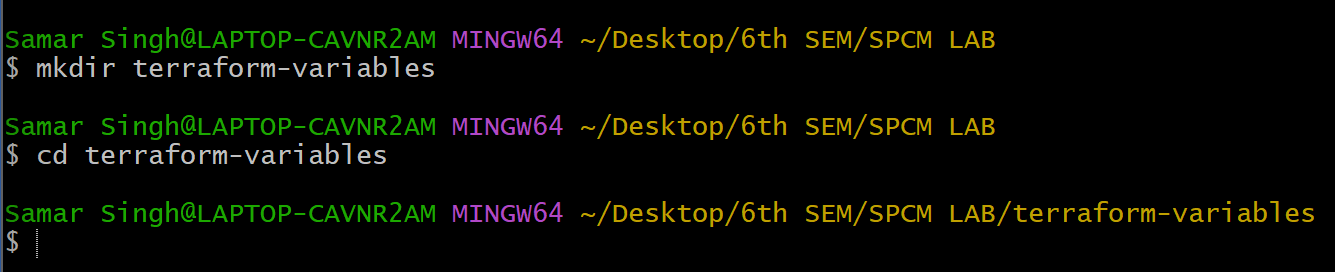 Samar Singh@LAPTOP-CAVNR2AM MINGW64 ~/Desktop/6th SEM/SPCM LAB
$ mkdir terraform-variables
Samar Singh@LAPTOP-CAVNR2AM MINGW64 ~/Desktop/6th SEM/SPCM LAB
$ cd terraform-variables
Samar Singh@LAPTOP-CAVNR2AM MINGW64 ~/Desktop/6th SEM/SPCM LAB/terraform-variables
$